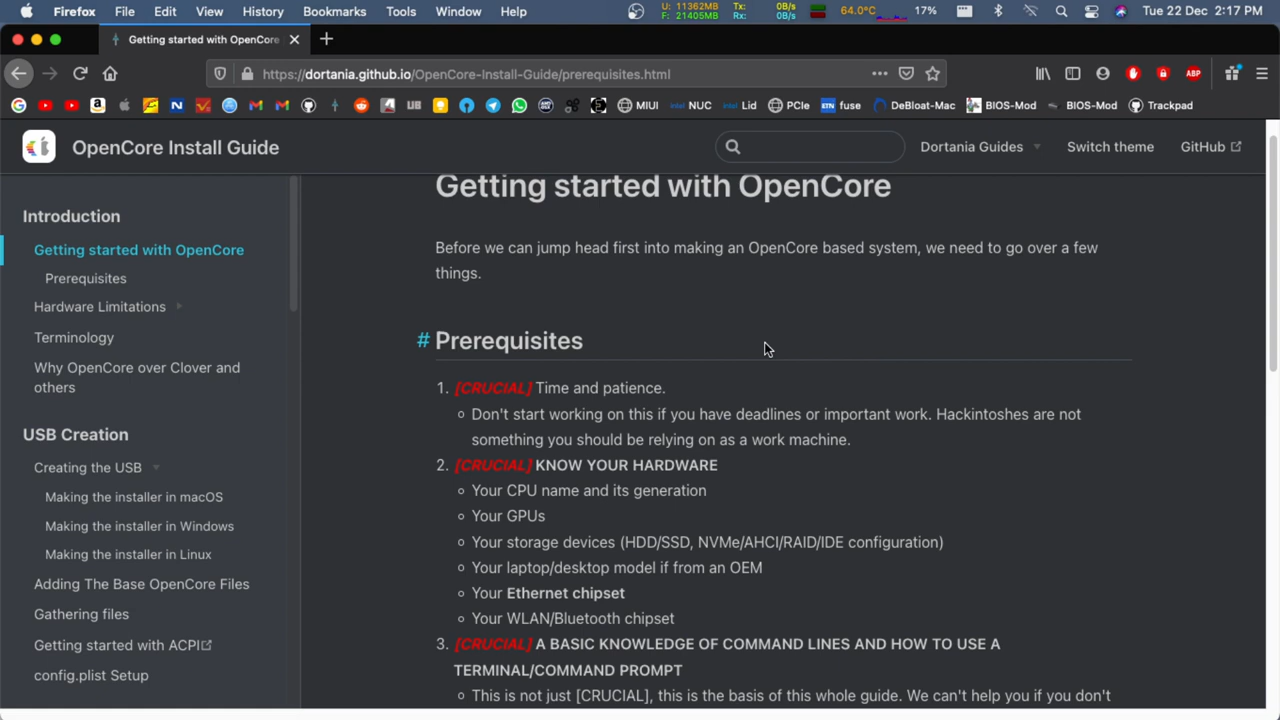 Firefox File Edit View History Bookmarks Tools Window Help
U: 11362MB Tx: 0B/s
F: 21405MB Rx: 0B/s
64.0°C 17% Tue 22 Dec 2:17 PM
Getting started with OpenCore
https://dortania.github.io/OpenCore-Install-Guide/prerequisites.html
ABP
UB MIUI intel NUC intel Lid PCIe ETN fuse DeBloat-Mac BIOS-Mod BIOS-Mod Trackpad
OpenCore Install Guide
Dortania Guides Switch theme GitHub
Introduction
Getting started with OpenCore
Prerequisites
Hardware Limitations
Terminology
Why OpenCore over Clover and
others
USB Creation
Creating the USB
Making the installer in macOS
Making the installer in Windows
Making the installer in Linux
Adding The Base OpenCore Files
Gathering files
Getting started with ACPI
config.plist Setup
Getting started with OpenCore
Before we can jump head first into making an OpenCore based system, we need to go over a few
things.
# Prerequisites
1. [CRUCIAL] Time and patience.
Don't start working on this if you have deadlines or important work. Hackintoshes are not
something you should be relying on as a work machine.
2. [CRUCIAL] KNOW YOUR HARDWARE
Your CPU name and its generation
Your GPUs
Your storage devices (HDD/SSD, NVMe/AHCI/RAID/IDE configuration)
Your laptop/desktop model if from an OEM
Your Ethernet chipset
Your WLAN/Bluetooth chipset
3. [CRUCIAL] A BASIC KNOWLEDGE OF COMMAND LINES AND HOW TO USE A
TERMINAL/COMMAND PROMPT
This is not just [CRUCIAL], this is the basis of this whole guide. We can't help you if you don't